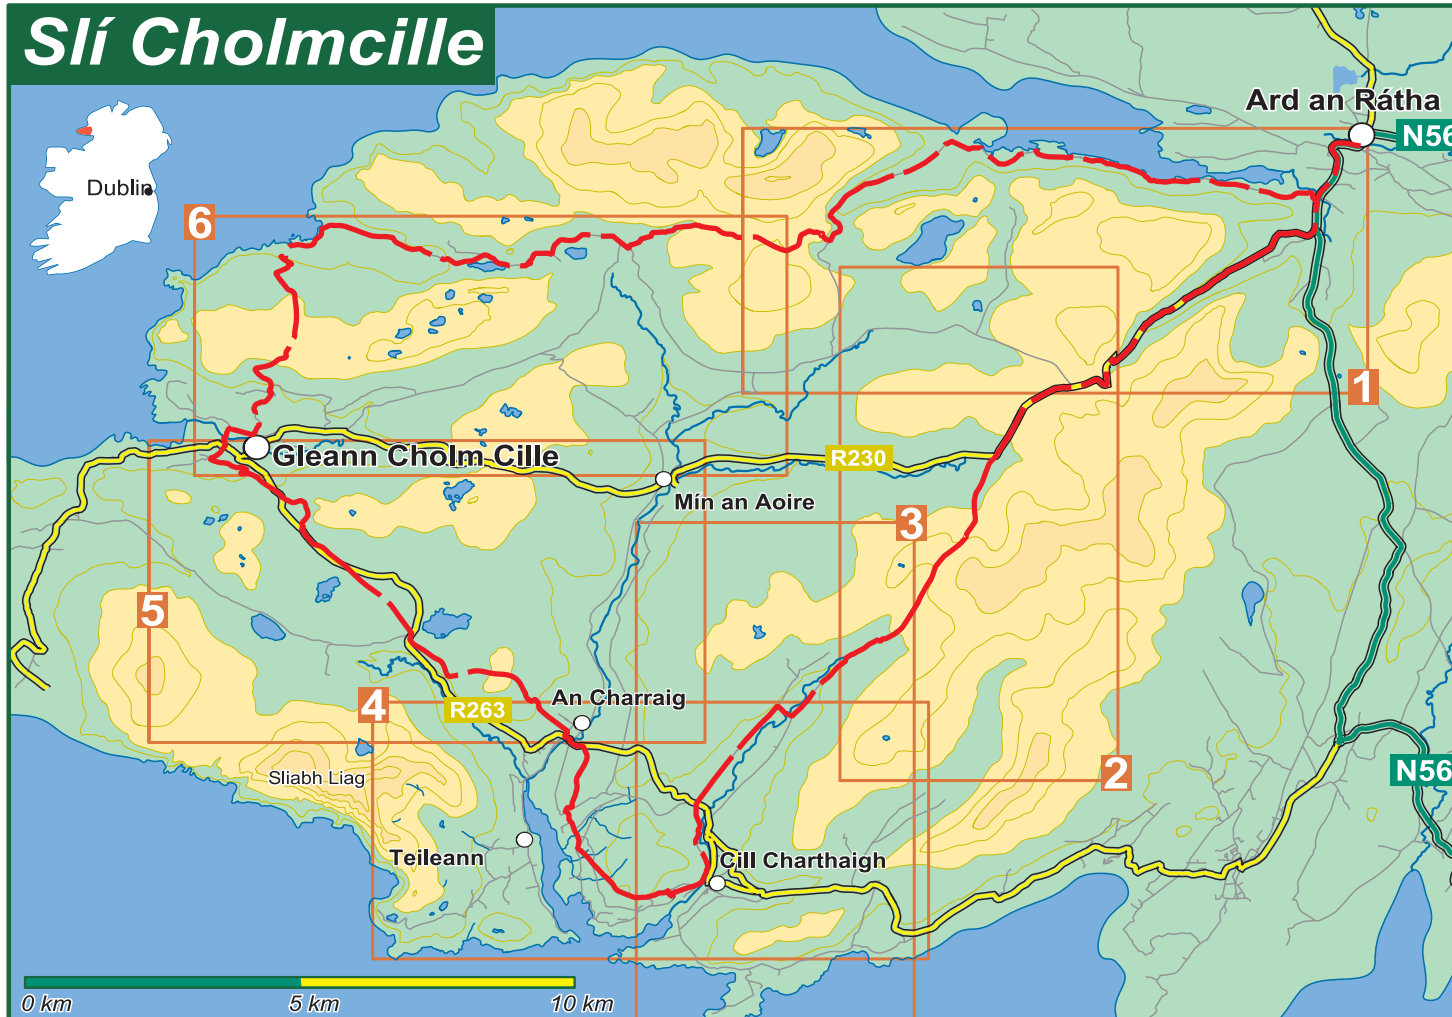 Slí Cholmcille
Ard an Rátha
N56
Dublin
6
1
Gleann Cholm Cille
R230
Mín an Aoire
3
5
An Charraig
4
R263
Sliabh Liag
2
N56
Teileann
Cill Charthaigh
0 km
5 km
10 km